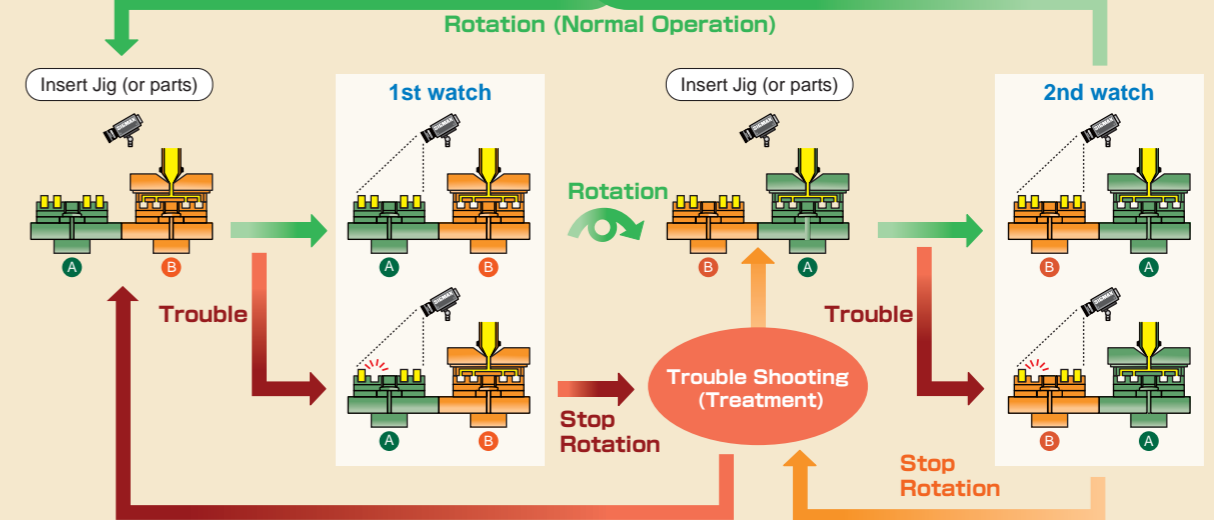 Rotation (Normal Operation)
Insert Jig (or parts)
1st watch
Insert Jig (or parts)
2nd watch
Rotation
A
B
A
B
B
A
B
A
Trouble
Trouble
Trouble Shooting
(Treatment)
Stop
Rotation
A
B
B
A
Stop
Rotation